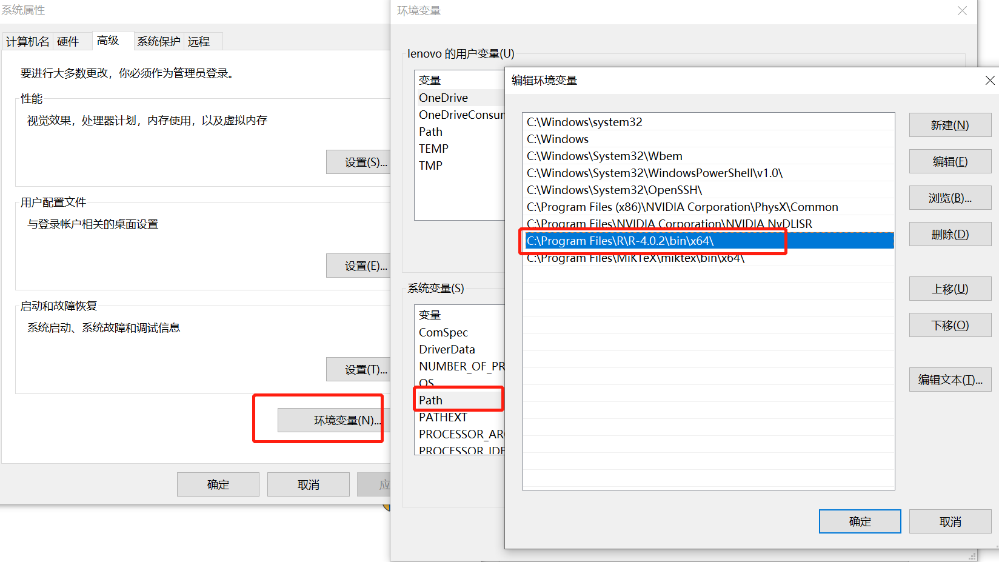 系统属性
计算机名
硬件
高级
系统保护
远程
要进行大多数更改，你必须作为管理员登录。
性能
视觉效果，处理器计划，内存使用，以及虚拟内存
设置(S)...
用户配置文件
与登录帐户相关的桌面设置
设置(E)...
启动和故障恢复
系统启动、系统故障和调试信息
设置(T)...
环境变量(N)...
确定
取消
应
环境变量
lenovo 的用户变量(U)
变量
OneDrive
OneDriveConsum
Path
TEMP
TMP
系统变量(S)
变量
ComSpec
DriverData
NUMBER_OF_PR
OS
Path
PATHEXT
PROCESSOR_ARC
PROCESSOR_IDE
编辑环境变量
C:\Windows\system32
C:\Windows
C:\Windows\System32\Wbem
C:\Windows\System32\WindowsPowerShell\v1.0\
C:\Windows\System32\OpenSSH\
C:\Program Files (x86)\NVIDIA Corporation\PhysX\Common
C:\Program Files\NVIDIA Corporation\NVIDIA NvDLISR
C:\Program Files\R\R-4.0.2\bin\x64\
C:\Program Files\MiKTeX\miktex\bin\x64\
新建(N)
编辑(E)
浏览(B)...
删除(D)
上移(U)
下移(O)
编辑文本(T)...
确定
取消